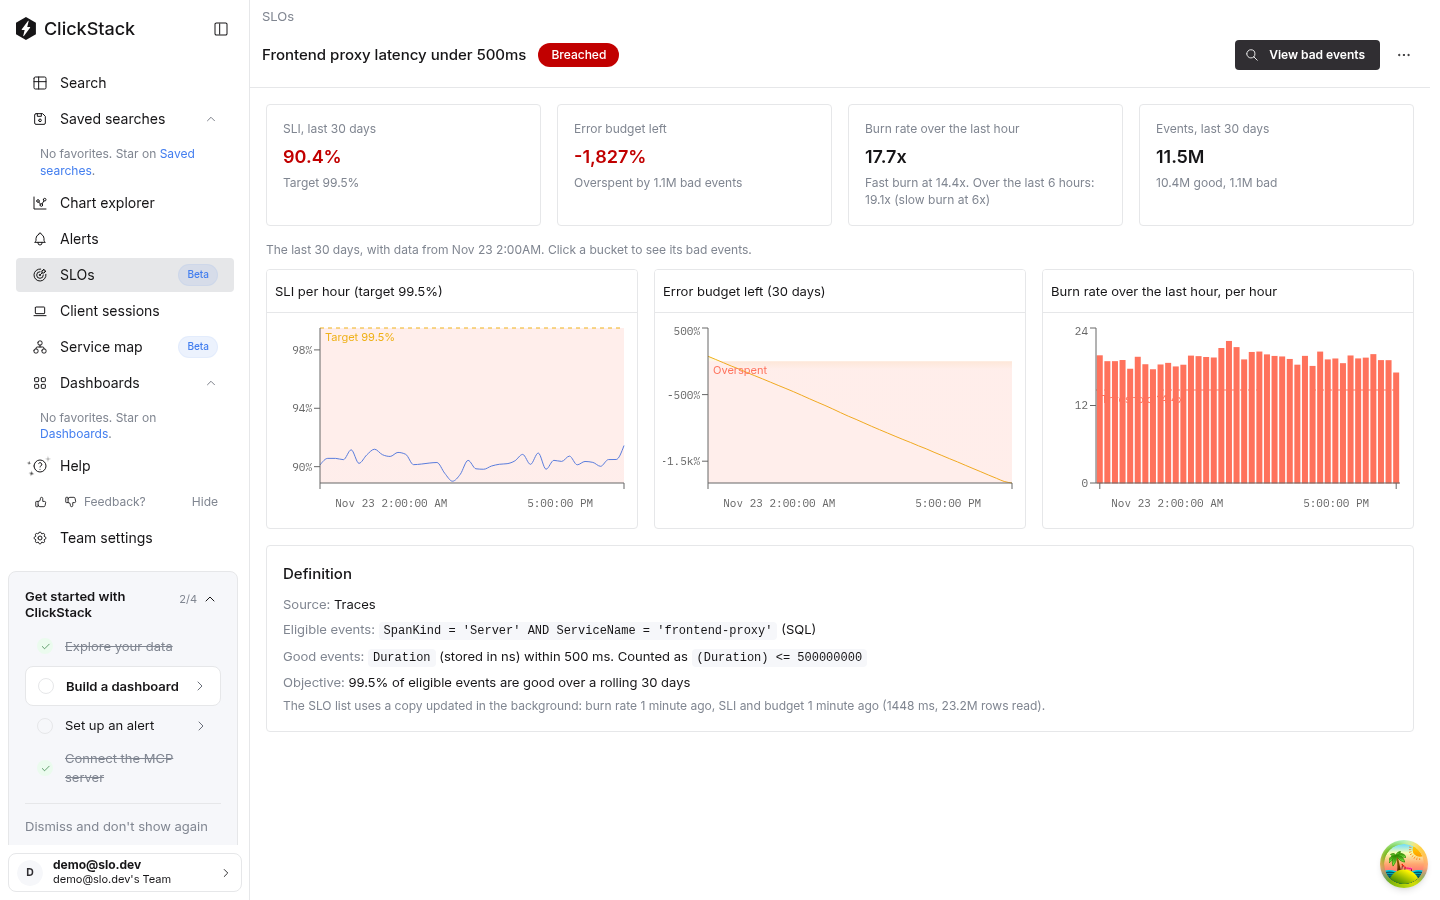 ClickStack
Search
Saved searches
No favorites. Star on Saved
searches.
Chart explorer
Alerts
SLOs
Beta
Client sessions
Service map
Beta
Dashboards
No favorites. Star on
Dashboards.
Help
Feedback?
Hide
Team settings
Get started with
ClickStack
2/4
Explore your data
Build a dashboard
Set up an alert
Connect the MCP
server
Dismiss and don't show again
D
demo@slo.dev
demo@slo.dev's Team
SLOs
Frontend proxy latency under 500ms
Breached
View bad events
SLI, last 30 days
90.4%
Target 99.5%
Error budget left
-1,827%
Overspent by 1.1M bad events
Burn rate over the last hour
17.7x
Fast burn at 14.4x. Over the last 6 hours:
19.1x (slow burn at 6x)
Events, last 30 days
11.5M
10.4M good, 1.1M bad
The last 30 days, with data from Nov 23 2:00AM. Click a bucket to see its bad events.
SLI per hour (target 99.5%)
Target 99.5%
98%
94%
90%
Nov 23 2:00:00 AM
5:00:00 PM
Error budget left (30 days)
500%
Overspent
-500%
-1.5k%
Nov 23 2:00:00 AM
5:00:00 PM
Burn rate over the last hour, per hour
24
12
0
Nov 23 2:00:00 AM
5:00:00 PM
Definition
Source: Traces
Eligible events: SpanKind = 'Server' AND ServiceName = 'frontend-proxy' (SQL)
Good events: Duration (stored in ns) within 500 ms. Counted as (Duration) <= 500000000
Objective: 99.5% of eligible events are good over a rolling 30 days
The SLO list uses a copy updated in the background: burn rate 1 minute ago, SLI and budget 1 minute ago (1448 ms, 23.2M rows read).